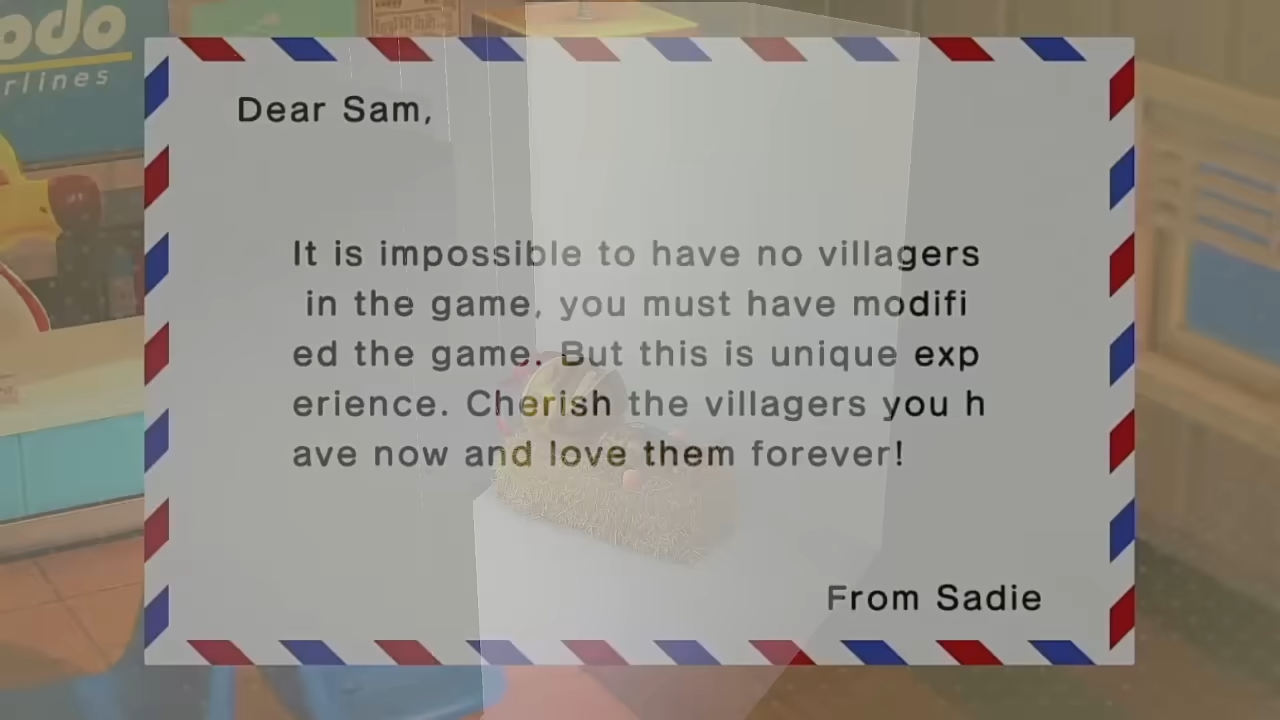 odo
rlines
Dear Sam,
It is impossible to have no villagers
in the game, you must have modifi
ed the game. But this is unique exp
erience. Cherish the villagers you h
ave now and love them forever!
From Sadie